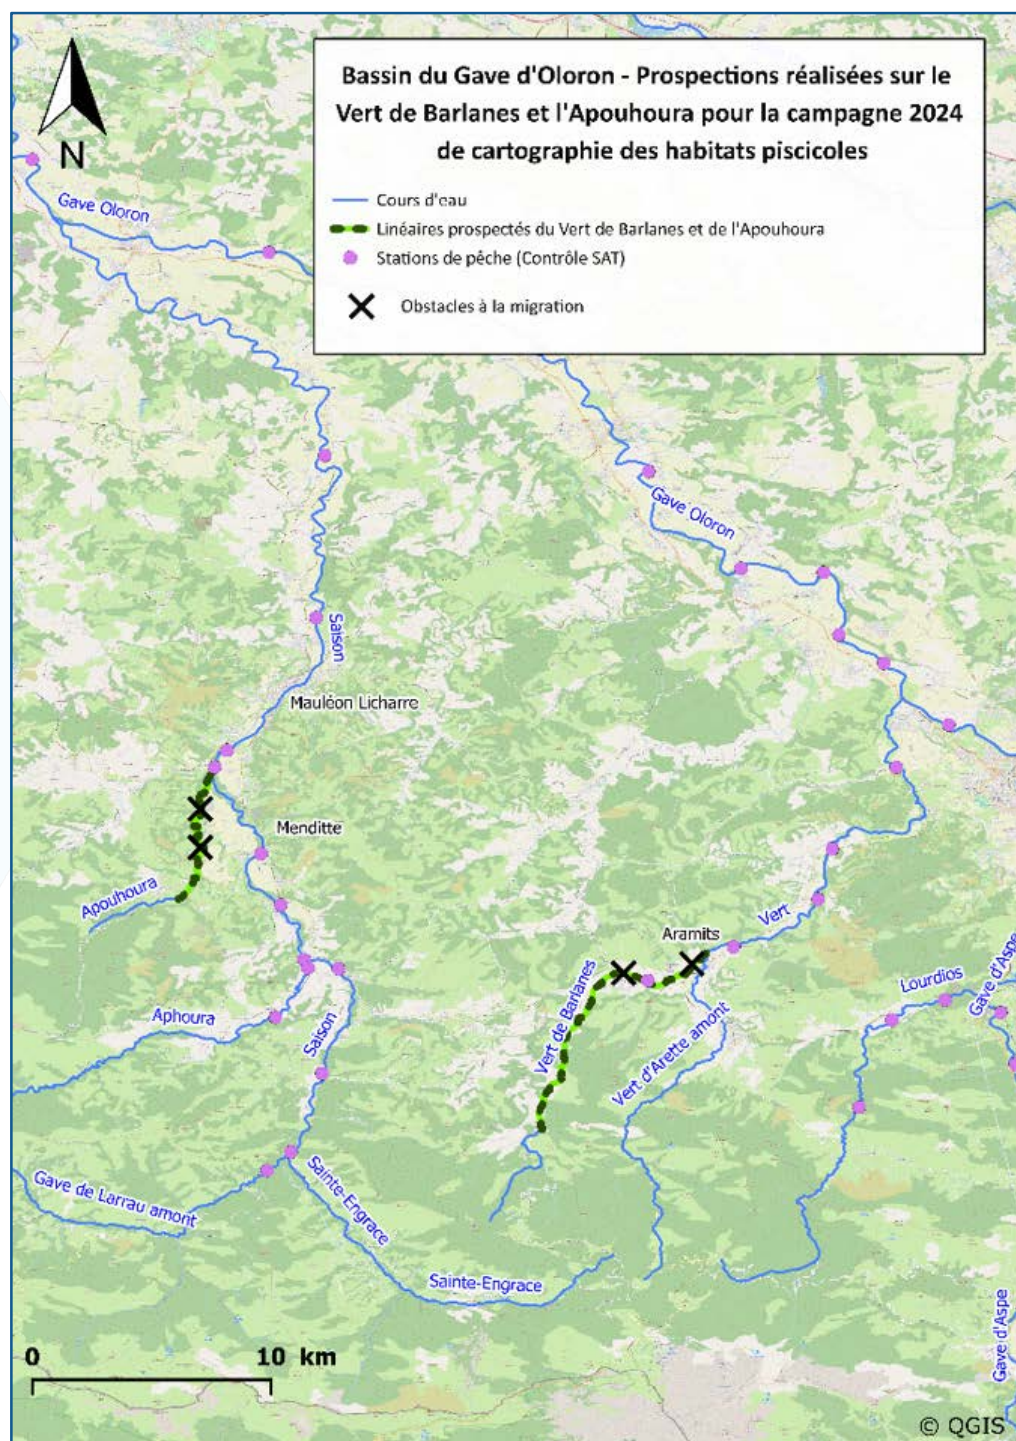 Bassin du Gave d'Oloron - Prospections réalisées sur le
Vert de Barlanes et l'Apouhoura pour la campagne 2024
de cartographie des habitats piscicoles
N
Cours d'eau
Linéaires prospectés du Vert de Barlanes et de l'Apouhoura
Stations de pêche (Contrôle SAT)
Obstacles à la migration
Gave Oloron
Gave Oloron
Saison
Mauléon Licharre
Menditte
Apouhoura
Vert
Aramits
Gave d'Aspe
Lourdios
Vert de Barlanes
Aphoura
Saison
Vert d'Arette amont
Gave de Larrau amont
Sainte-Engrace
Sainte-Engrace
Gave d'Aspe
0 10 km
© QGIS